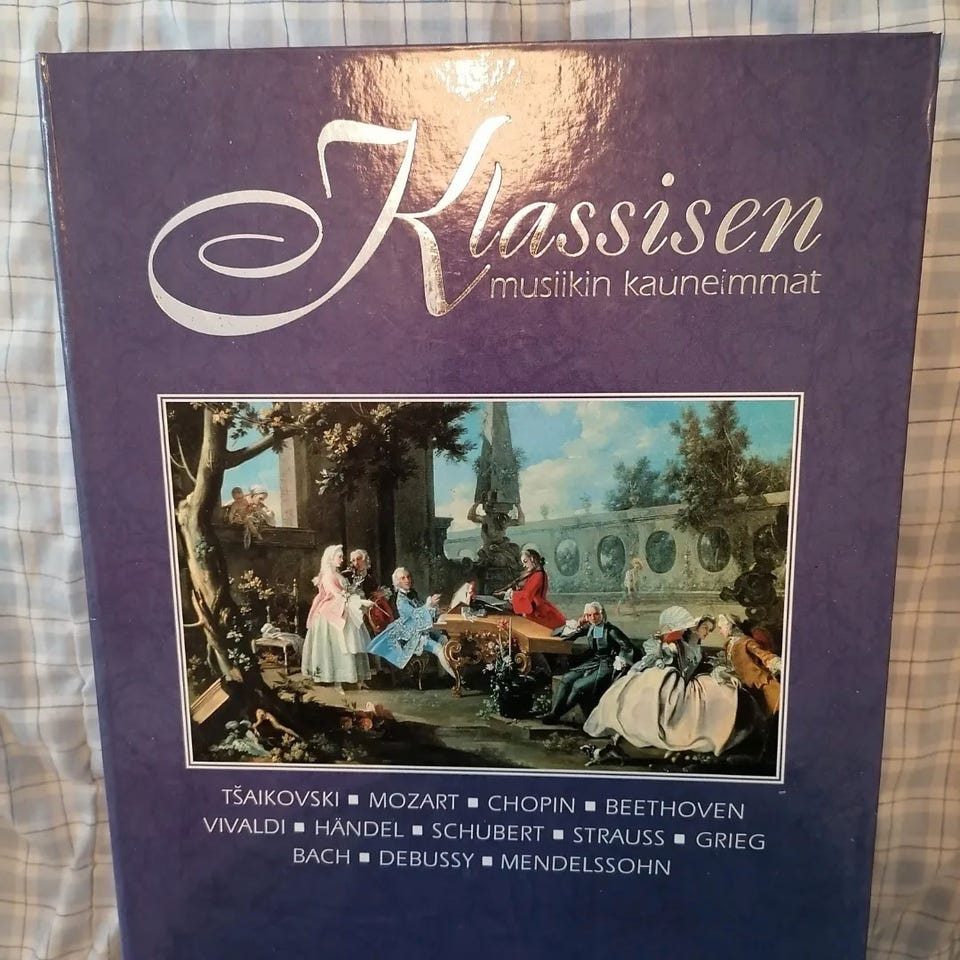 Klassisen
musiikin kauneimmat
TŠAIKOVSKI ■ MOZART ■ CHOPIN ■ BEETHOVEN
VIVALDI ■ HÄNDEL ■ SCHUBERT ■ STRAUSS ■ GRIEG
BACH ■ DEBUSSY ■ MENDELSSOHN